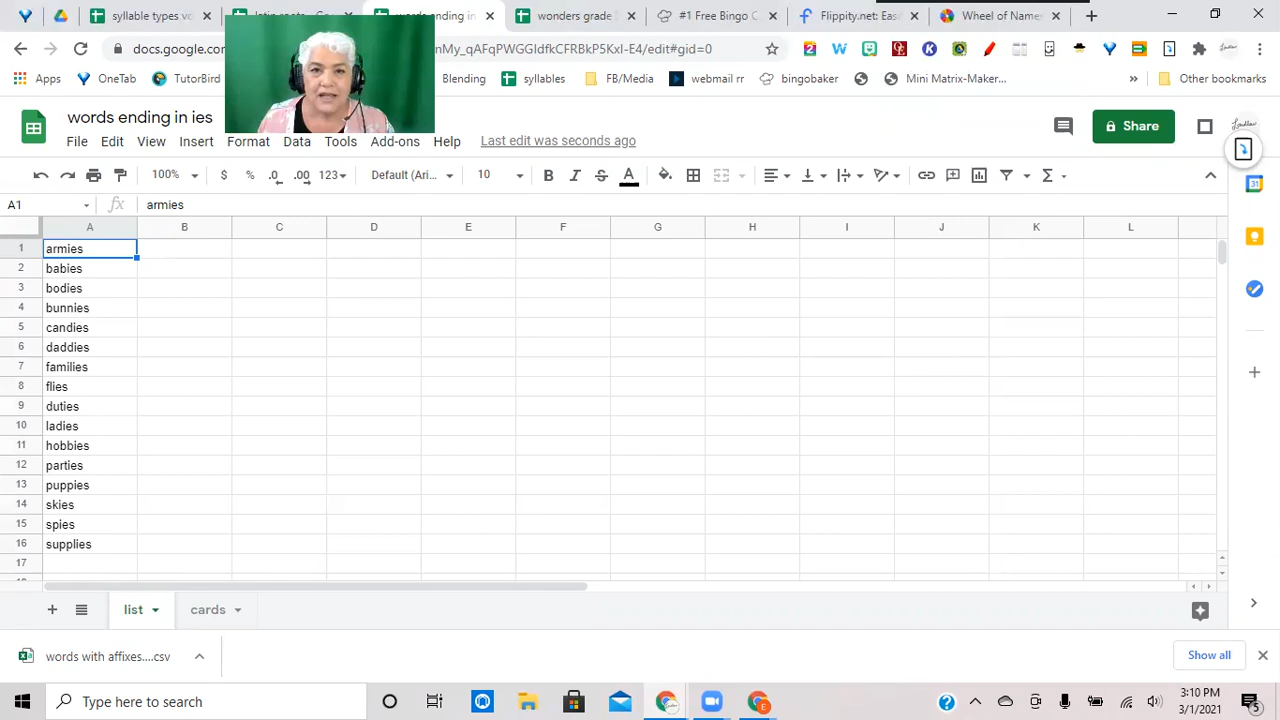 syllable types
words ending in
wonders grade
#1 Free Bingo C
Flippity.net: Eas
Wheel of Name
docs.google.con
nMy_qAFqPWGGIdfkCFRBkP5KxI-E4/edit#gid=0
Apps
OneTab
TutorBird
Blending
syllables
FB/Media
webmail rr
bingobaker
Mini Matrix-Maker...
»
Other bookmarks
words ending in ies
File Edit View Insert Format Data Tools Add-ons Help Last edit was seconds ago
Share
100% $ % .0 .00 123 Default (Ari... 10
A1 fx armies
A B C D E F G H I J K L
1 armies
2 babies
3 bodies
4 bunnies
5 candies
6 daddies
7 families
8 flies
9 duties
10 ladies
11 hobbies
12 parties
13 puppies
14 skies
15 spies
16 supplies
17
list cards
words with affixes....csv
Show all
Type here to search
3:10 PM
3/1/2021
5